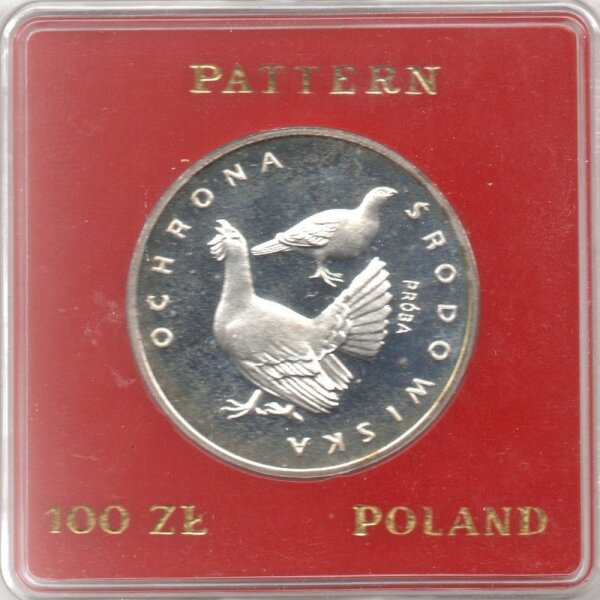 PATTERN
OCHRONA ŚRODOWISKA
PRÓBA
100 ZŁ POLAND